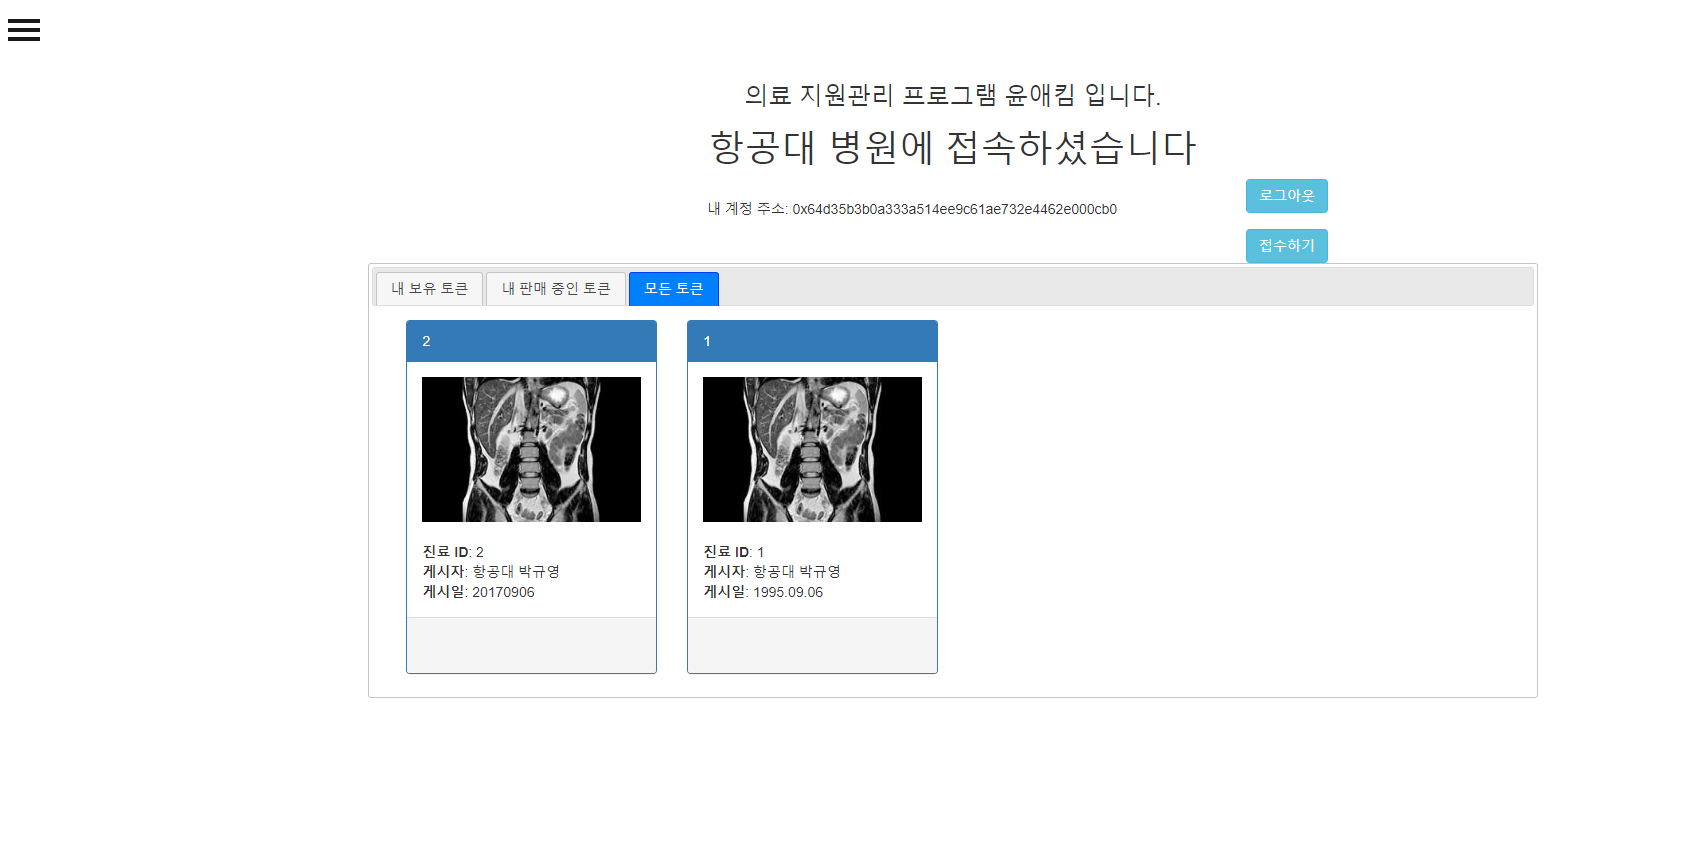 의료 지원관리 프로그램 윤애킴 입니다.
항공대 병원에 접속하셨습니다
내 계정 주소: 0x64d35b3b0a333a514ee9c61ae732e4462e000cb0
로그아웃
접수하기
내 보유 토큰
내 판매 중인 토큰
모든 토큰
2
진료 ID: 2
게시자: 항공대 박규영
게시일: 20170906
1
진료 ID: 1
게시자: 항공대 박규영
게시일: 1995.09.06